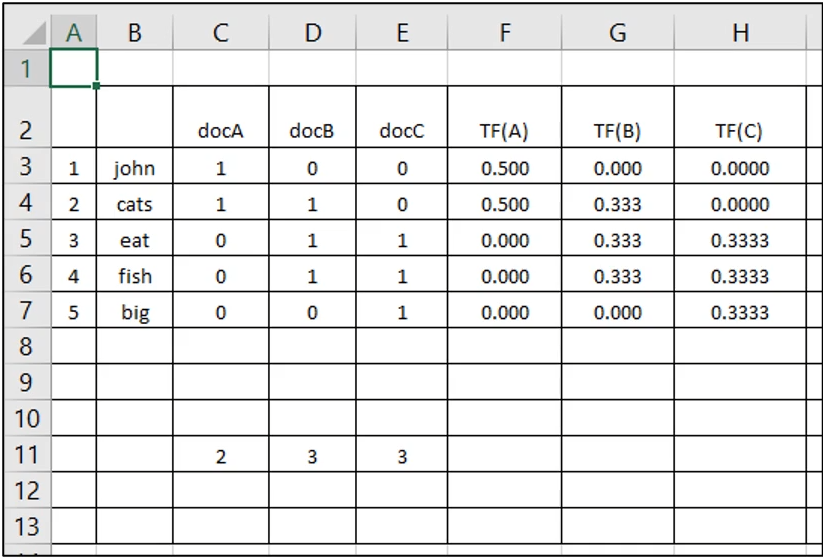 A B C D E F G H
1
2 docA docB docC TF(A) TF(B) TF(C)
3 1 john 1 0 0 0.500 0.000 0.0000
4 2 cats 1 1 0 0.500 0.333 0.0000
5 3 eat 0 1 1 0.000 0.333 0.3333
6 4 fish 0 1 1 0.000 0.333 0.3333
7 5 big 0 0 1 0.000 0.000 0.3333
8
9
10
11 2 3 3
12
13